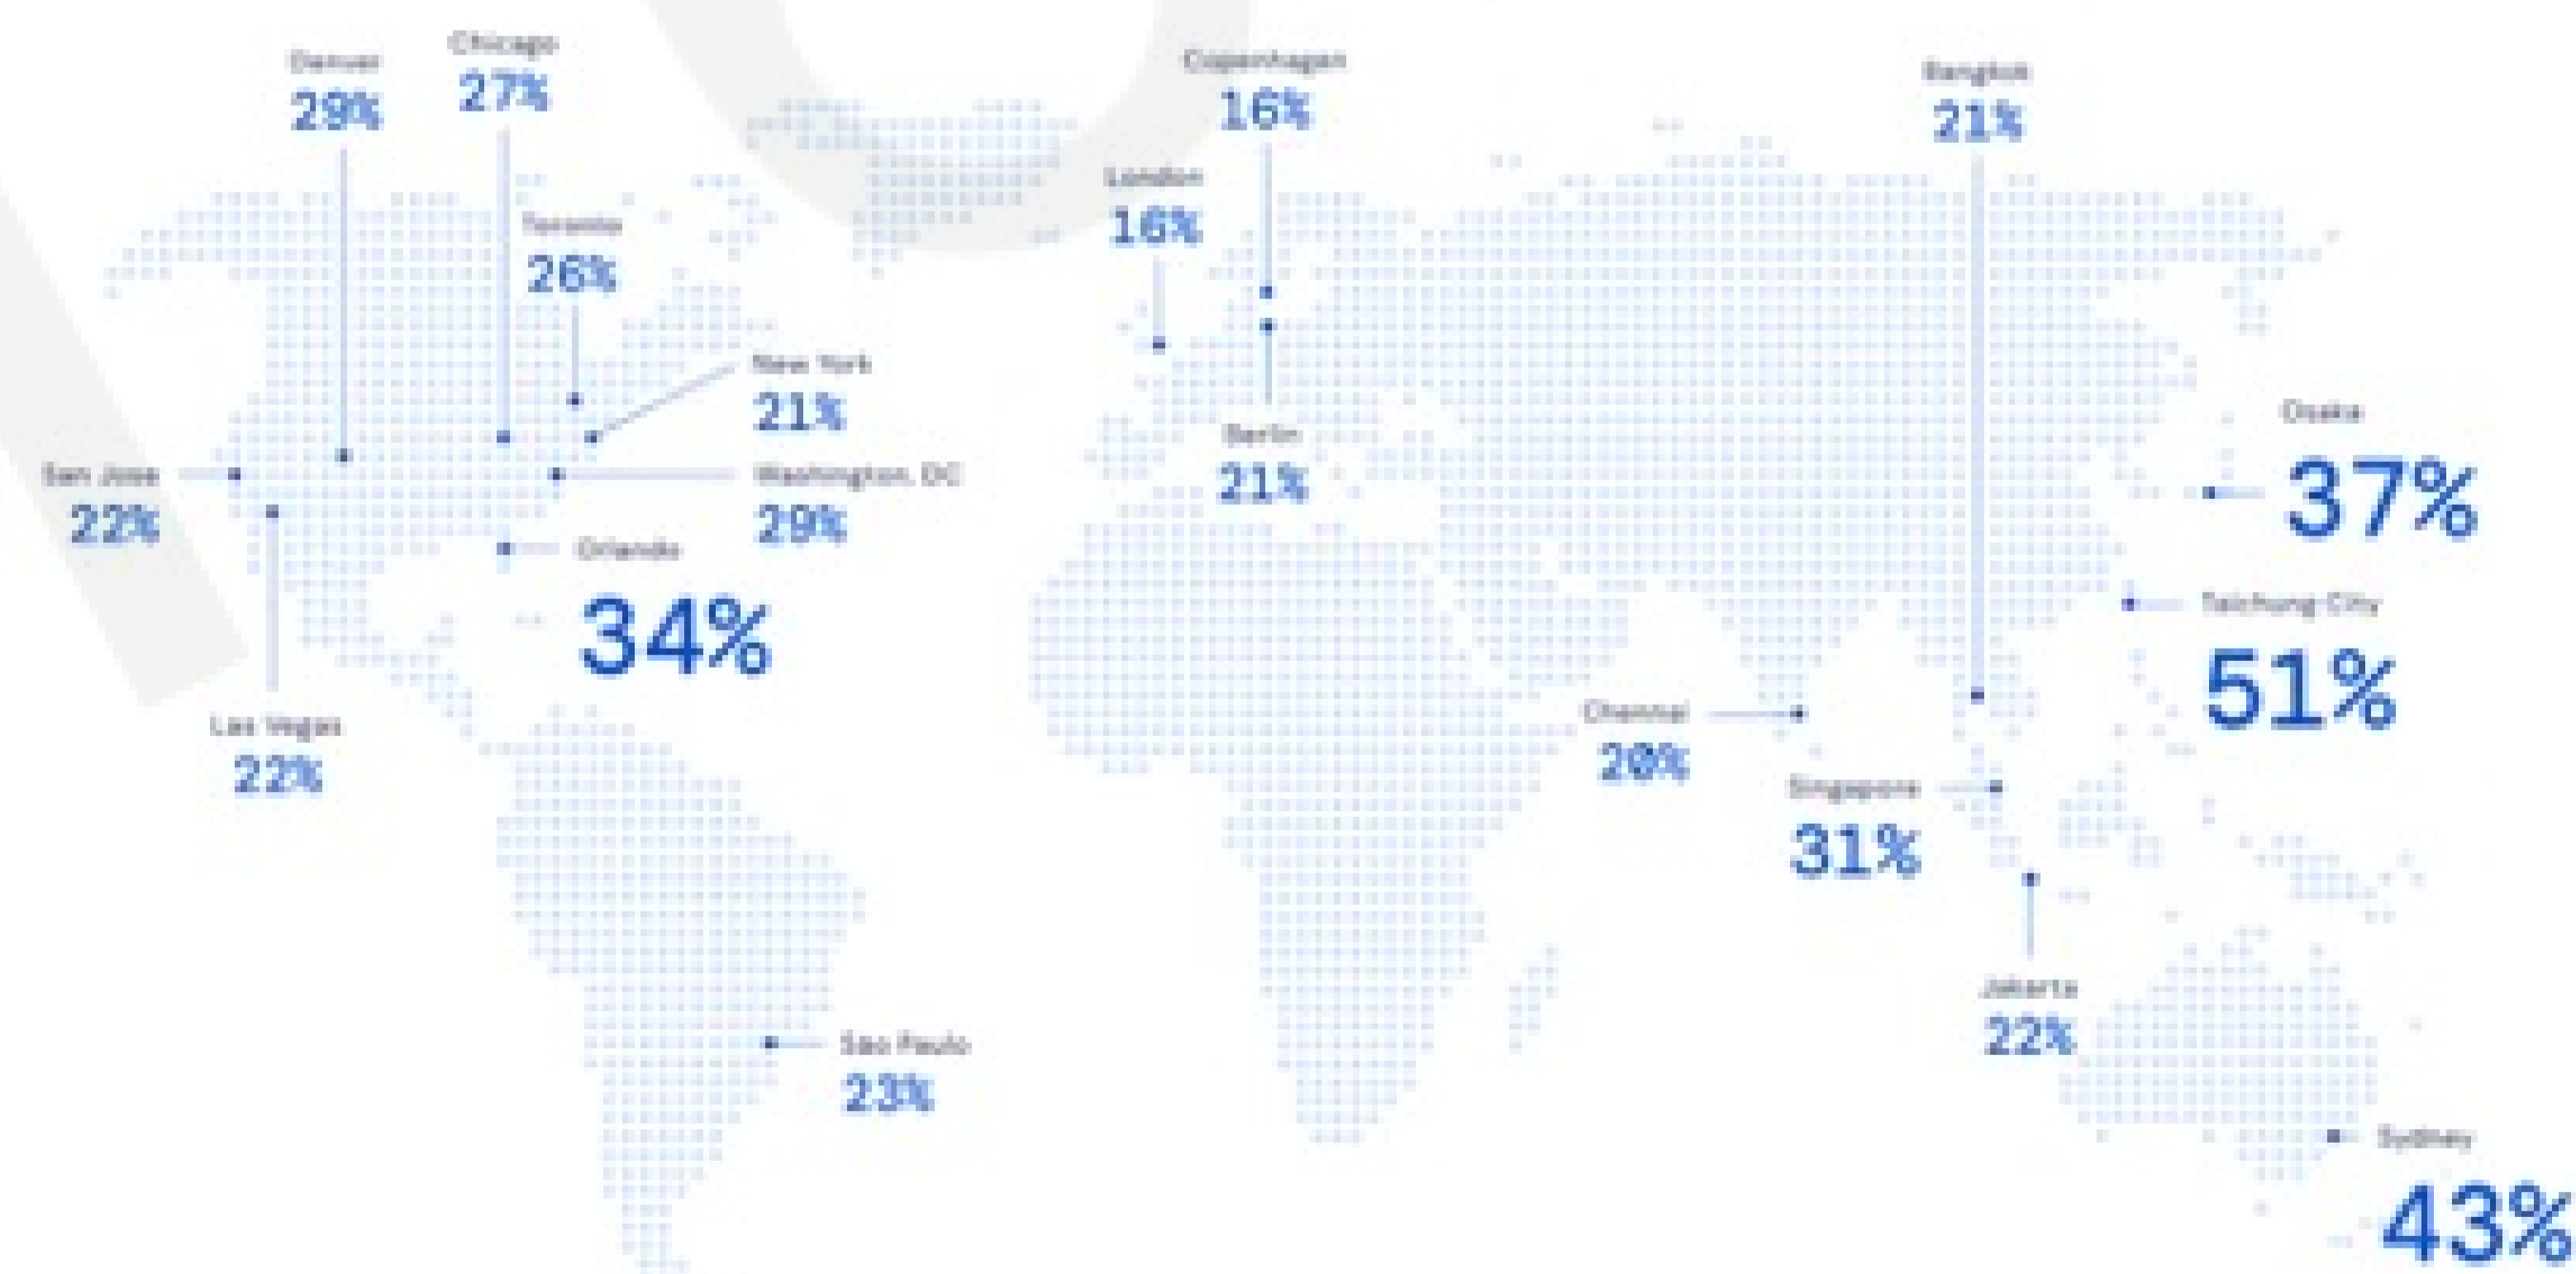 Chicago
27%
Denver
29%
Copenhagen
16%
Bangkok
21%
London
16%
Toronto
26%
New York
21%
Osaka
37%
Berlin
21%
San Jose
22%
Washington, DC
29%
Orlando
34%
Taichung City
51%
Las Vegas
22%
Chennai
20%
Singapore
31%
Jakarta
22%
Sao Paulo
23%
Sydney
43%